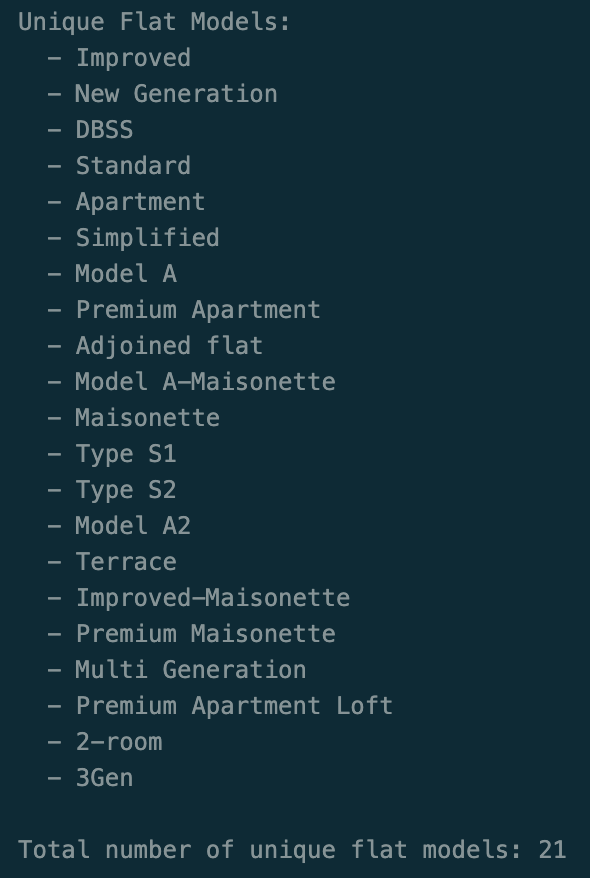 Unique Flat Models:
- Improved
- New Generation
- DBSS
- Standard
- Apartment
- Simplified
- Model A
- Premium Apartment
- Adjoined flat
- Model A-Maisonette
- Maisonette
- Type S1
- Type S2
- Model A2
- Terrace
- Improved-Maisonette
- Premium Maisonette
- Multi Generation
- Premium Apartment Loft
- 2-room
- 3Gen
Total number of unique flat models: 21